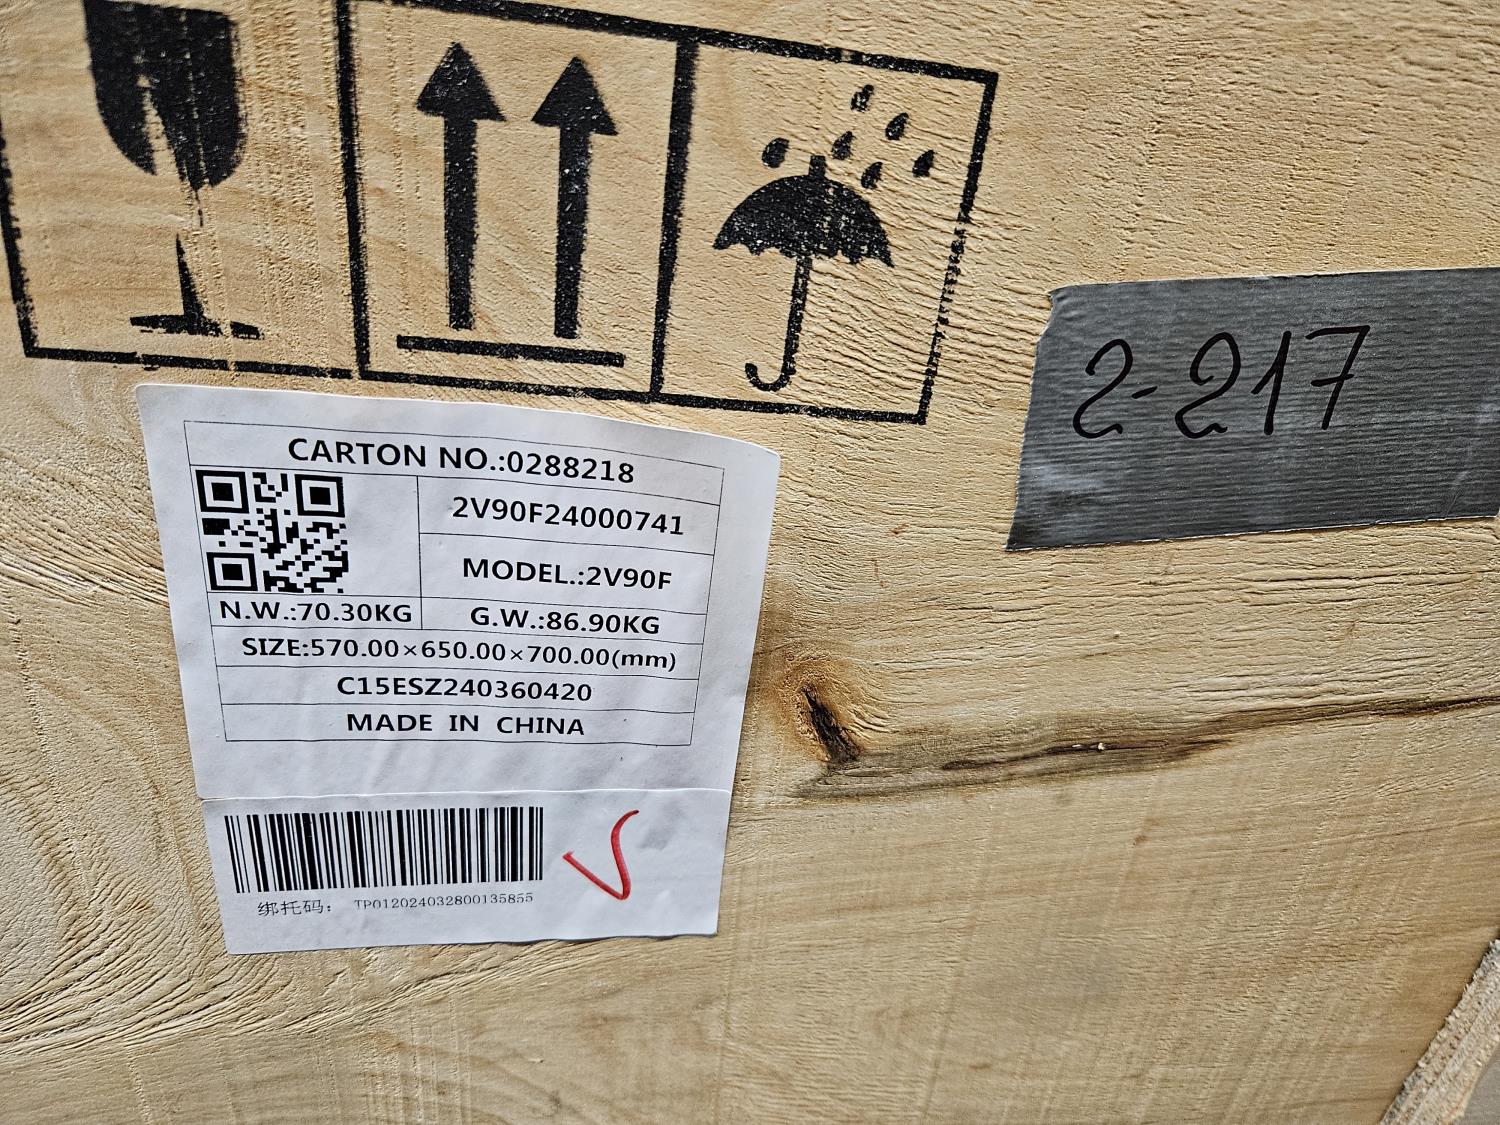 CARTON NO.:0288218
2V90F24000741
MODEL.:2V90F
N.W.:70.30KG G.W.:86.90KG
SIZE:570.00×650.00×700.00(mm)
C15ESZ240360420
MADE IN CHINA
绑托码： TP012024032800135855
2-217